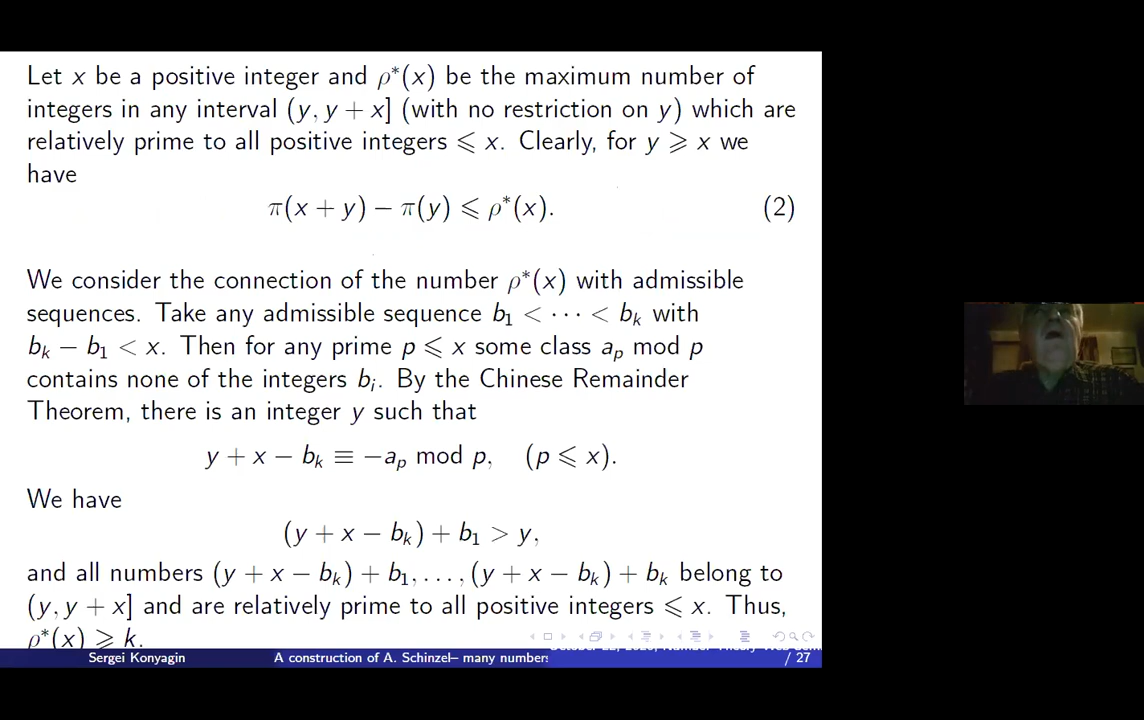 Let x be a positive integer and ρ*(x) be the maximum number of
integers in any interval (y, y + x] (with no restriction on y) which are
relatively prime to all positive integers ⩽ x. Clearly, for y ⩾ x we
have
π(x + y) − π(y) ⩽ ρ*(x). (2)
We consider the connection of the number ρ*(x) with admissible
sequences. Take any admissible sequence b₁ < ⋯ < bₖ with
bₖ − b₁ < x. Then for any prime p ⩽ x some class aₚ mod p
contains none of the integers bᵢ. By the Chinese Remainder
Theorem, there is an integer y such that
y + x − bₖ ≡ −aₚ mod p, (p ⩽ x).
We have
(y + x − bₖ) + b₁ > y,
and all numbers (y + x − bₖ) + b₁, . . . , (y + x − bₖ) + bₖ belong to
(y, y + x] and are relatively prime to all positive integers ⩽ x. Thus,
ρ*(x) ⩾ k.
Sergei Konyagin
A construction of A. Schinzel– many numbers
/ 27